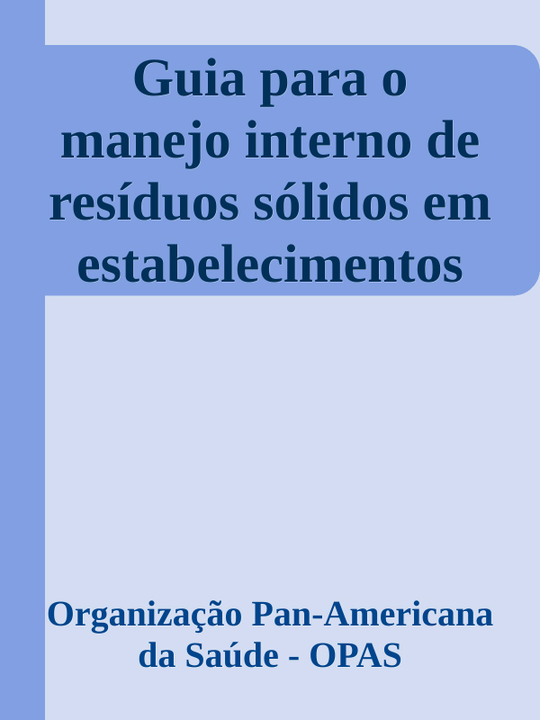 Guia para o
manejo interno de
resíduos sólidos em
estabelecimentos
Organização Pan-Americana
da Saúde - OPAS